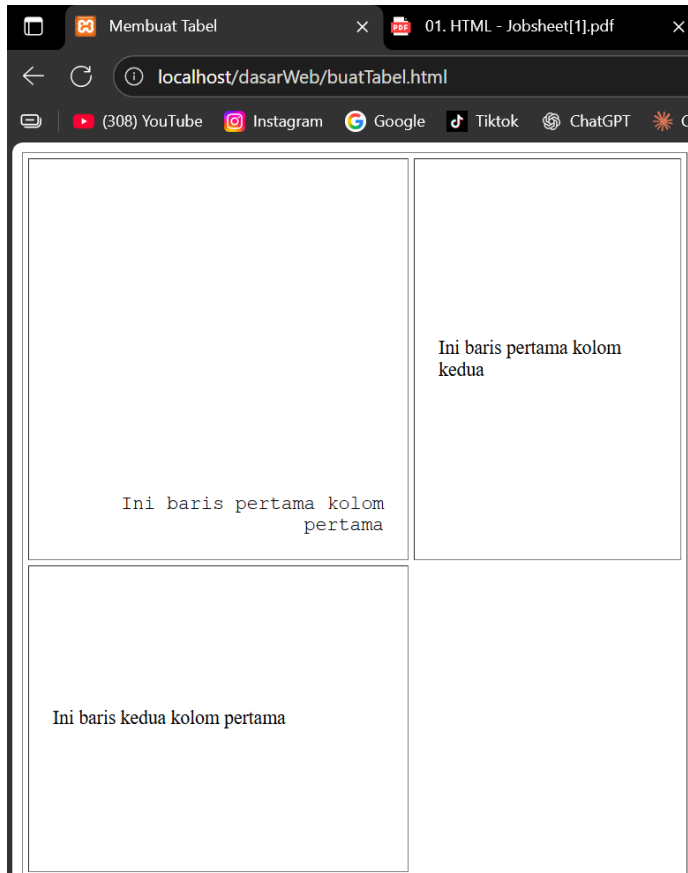 Membuat Tabel
01. HTML - Jobsheet[1].pdf
localhost/dasarWeb/buatTabel.html
(308) YouTube
Instagram
Google
Tiktok
ChatGPT
C
Ini baris pertama kolom
kedua
Ini baris pertama kolom
pertama
Ini baris kedua kolom pertama